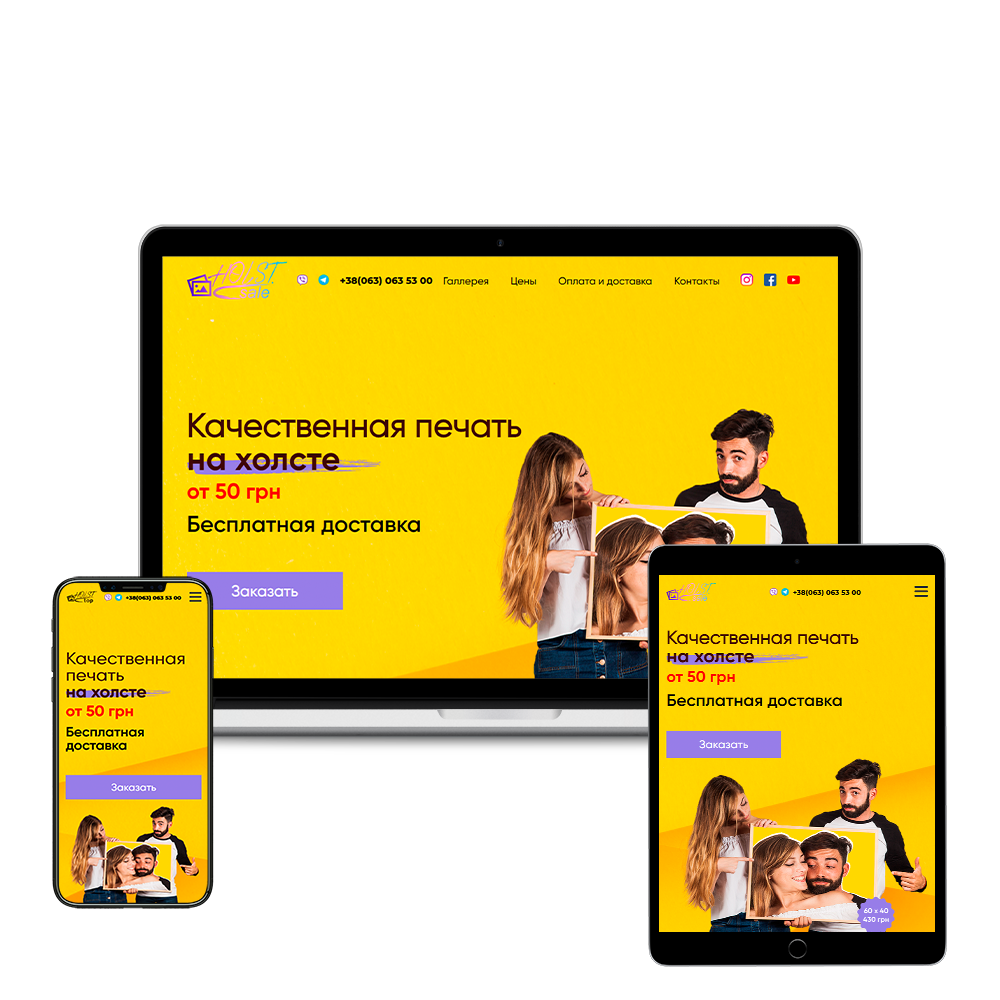 HOLST.
sale
+38(063) 063 53 00 Галлерея Цены Оплата и доставка Контакты
Качественная печать
на холсте
от 50 грн
Бесплатная доставка
Заказать
HOLST
top
+38(063) 063 53 00
Качественная
печать
на холсте
от 50 грн
Бесплатная
доставка
Заказать
HOLST.
+38(063) 063 53 00
Качественная печать
на холсте
от 50 грн
Бесплатная доставка
Заказать
60 x 40
430 грн